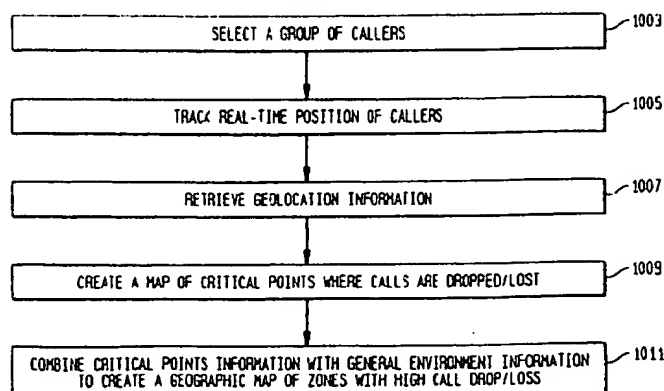 SELECT A GROUP OF CALLERS
1003
TRACK REAL-TIME POSITION OF CALLERS
1005
RETRIEVE GEOLOCATION INFORMATION
1007
CREATE A MAP OF CRITICAL POINTS WHERE CALLS ARE DROPPED/LOST
1009
COMBINE CRITICAL POINTS INFORMATION WITH GENERAL ENVIRONMENT INFORMATION
TO CREATE A GEOGRAPHIC MAP OF ZONES WITH HIGH CALL DROP/LOSS
1011